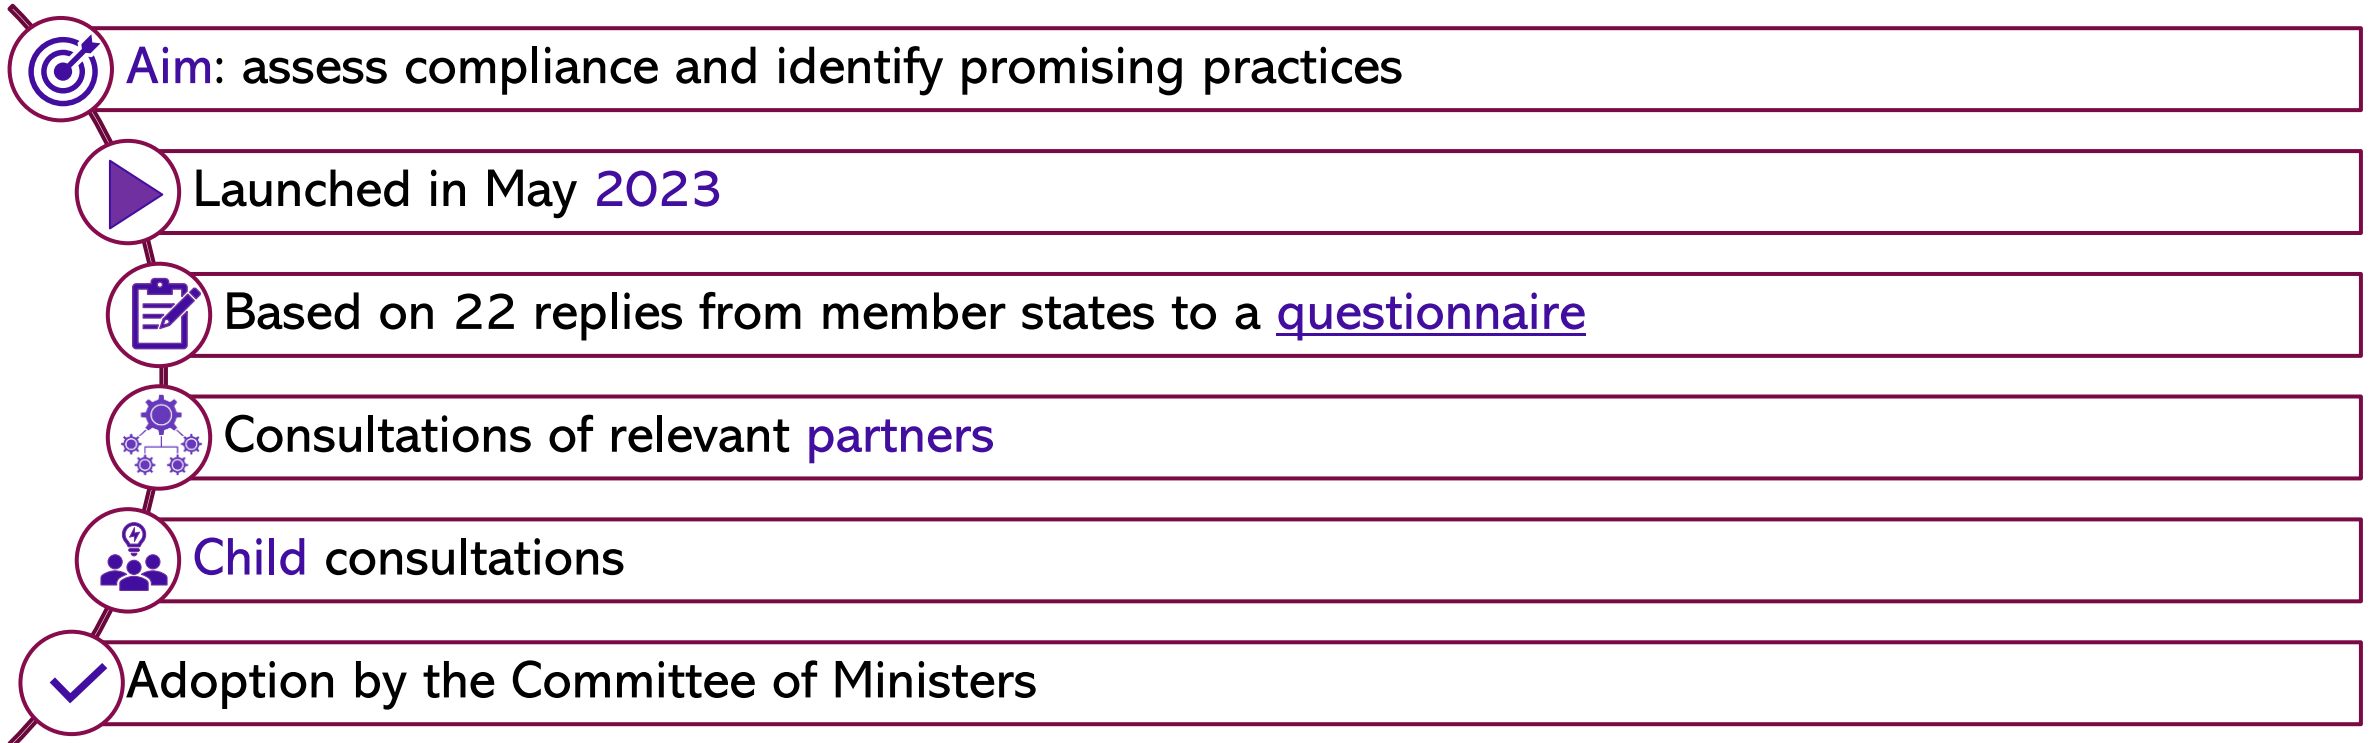 Aim: assess compliance and identify promising practices
Launched in May 2023
Based on 22 replies from member states to a questionnaire
Consultations of relevant partners
Child consultations
Adoption by the Committee of Ministers